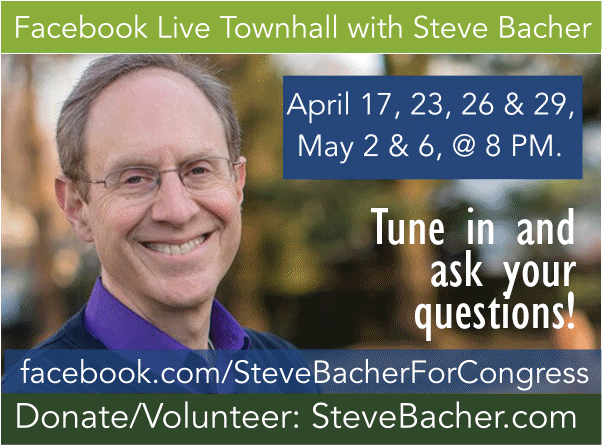 Facebook Live Townhall with Steve Bacher
April 17, 23, 26 & 29,
May 2 & 6, @ 8 PM.
Tune in and
ask your
questions!
facebook.com/SteveBacherForCongress
Donate/Volunteer: SteveBacher.com